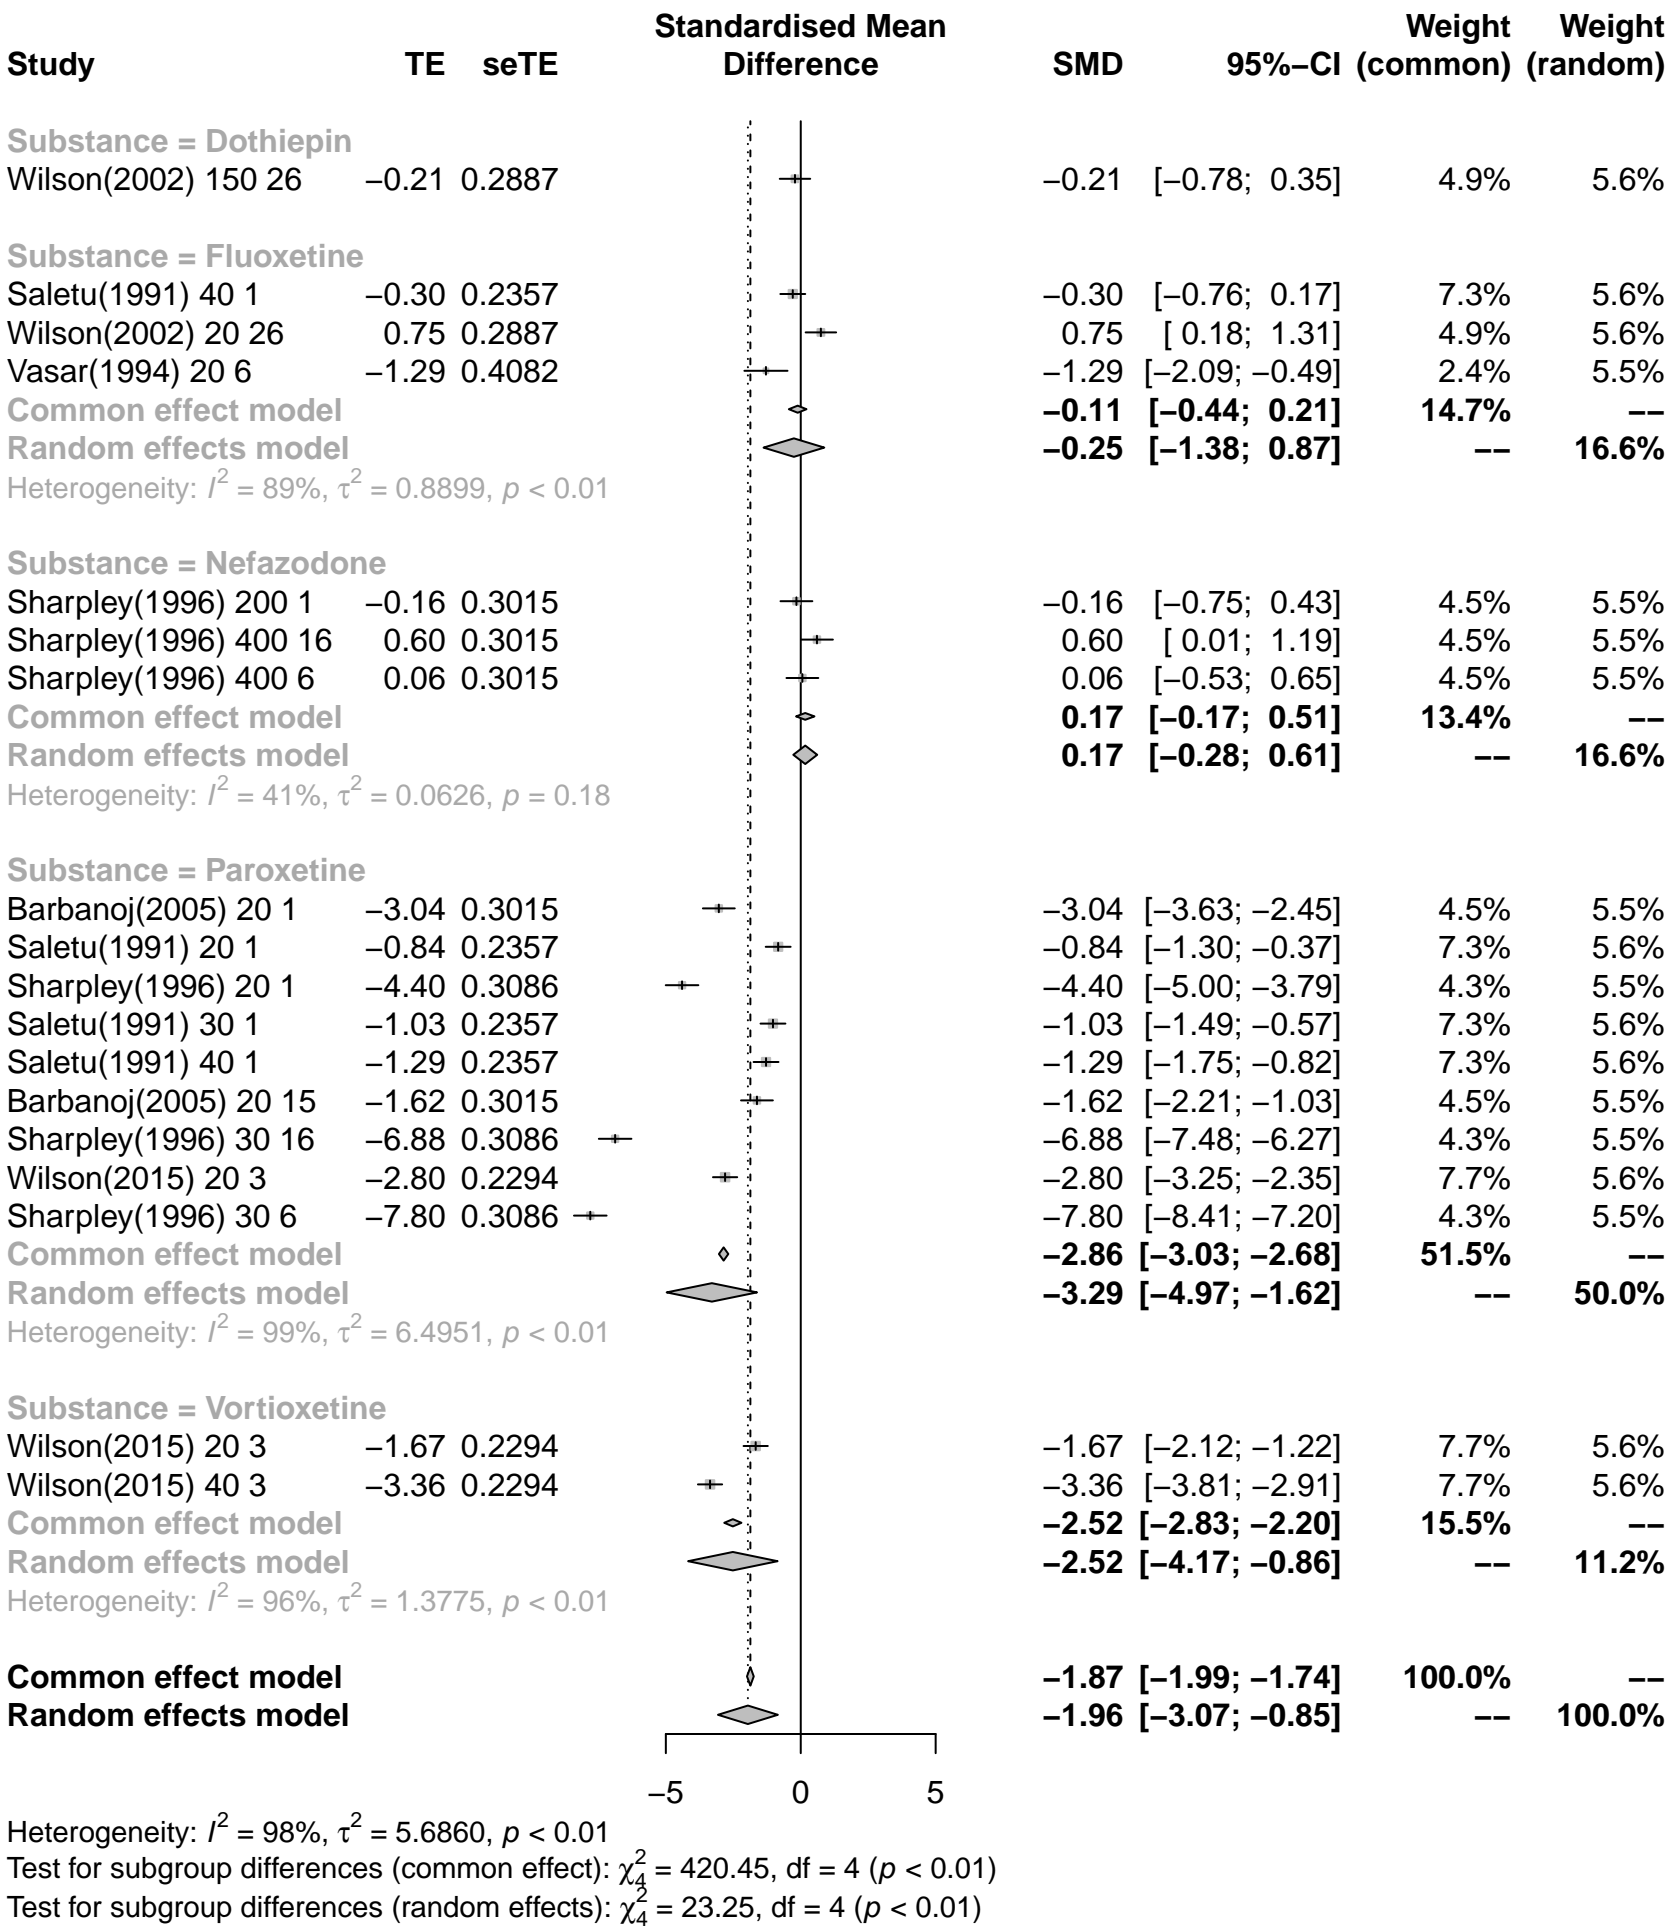 Standardised Mean Weight Weight
Study TE seTE Difference SMD 95%−CI (common) (random)
Substance = Dothiepin
Wilson(2002) 150 26 −0.21 0.2887 −0.21 [−0.78; 0.35] 4.9% 5.6%
Substance = Fluoxetine
Saletu(1991) 40 1 −0.30 0.2357 −0.30 [−0.76; 0.17] 7.3% 5.6%
Wilson(2002) 20 26 0.75 0.2887 0.75 [ 0.18; 1.31] 4.9% 5.6%
Vasar(1994) 20 6 −1.29 0.4082 −1.29 [−2.09; −0.49] 2.4% 5.5%
Common effect model −0.11 [−0.44; 0.21] 14.7% −−
Random effects model −0.25 [−1.38; 0.87] −− 16.6%
Heterogeneity: I² = 89%, τ² = 0.8899, p < 0.01
Substance = Nefazodone
Sharpley(1996) 200 1 −0.16 0.3015 −0.16 [−0.75; 0.43] 4.5% 5.5%
Sharpley(1996) 400 16 0.60 0.3015 0.60 [ 0.01; 1.19] 4.5% 5.5%
Sharpley(1996) 400 6 0.06 0.3015 0.06 [−0.53; 0.65] 4.5% 5.5%
Common effect model 0.17 [−0.17; 0.51] 13.4% −−
Random effects model 0.17 [−0.28; 0.61] −− 16.6%
Heterogeneity: I² = 41%, τ² = 0.0626, p = 0.18
Substance = Paroxetine
Barbanoj(2005) 20 1 −3.04 0.3015 −3.04 [−3.63; −2.45] 4.5% 5.5%
Saletu(1991) 20 1 −0.84 0.2357 −0.84 [−1.30; −0.37] 7.3% 5.6%
Sharpley(1996) 20 1 −4.40 0.3086 −4.40 [−5.00; −3.79] 4.3% 5.5%
Saletu(1991) 30 1 −1.03 0.2357 −1.03 [−1.49; −0.57] 7.3% 5.6%
Saletu(1991) 40 1 −1.29 0.2357 −1.29 [−1.75; −0.82] 7.3% 5.6%
Barbanoj(2005) 20 15 −1.62 0.3015 −1.62 [−2.21; −1.03] 4.5% 5.5%
Sharpley(1996) 30 16 −6.88 0.3086 −6.88 [−7.48; −6.27] 4.3% 5.5%
Wilson(2015) 20 3 −2.80 0.2294 −2.80 [−3.25; −2.35] 7.7% 5.6%
Sharpley(1996) 30 6 −7.80 0.3086 −7.80 [−8.41; −7.20] 4.3% 5.5%
Common effect model −2.86 [−3.03; −2.68] 51.5% −−
Random effects model −3.29 [−4.97; −1.62] −− 50.0%
Heterogeneity: I² = 99%, τ² = 6.4951, p < 0.01
Substance = Vortioxetine
Wilson(2015) 20 3 −1.67 0.2294 −1.67 [−2.12; −1.22] 7.7% 5.6%
Wilson(2015) 40 3 −3.36 0.2294 −3.36 [−3.81; −2.91] 7.7% 5.6%
Common effect model −2.52 [−2.83; −2.20] 15.5% −−
Random effects model −2.52 [−4.17; −0.86] −− 11.2%
Heterogeneity: I² = 96%, τ² = 1.3775, p < 0.01
Common effect model −1.87 [−1.99; −1.74] 100.0% −−
Random effects model −1.96 [−3.07; −0.85] −− 100.0%
−5 0 5
Heterogeneity: I² = 98%, τ² = 5.6860, p < 0.01
Test for subgroup differences (common effect): χ²₄ = 420.45, df = 4 (p < 0.01)
Test for subgroup differences (random effects): χ²₄ = 23.25, df = 4 (p < 0.01)